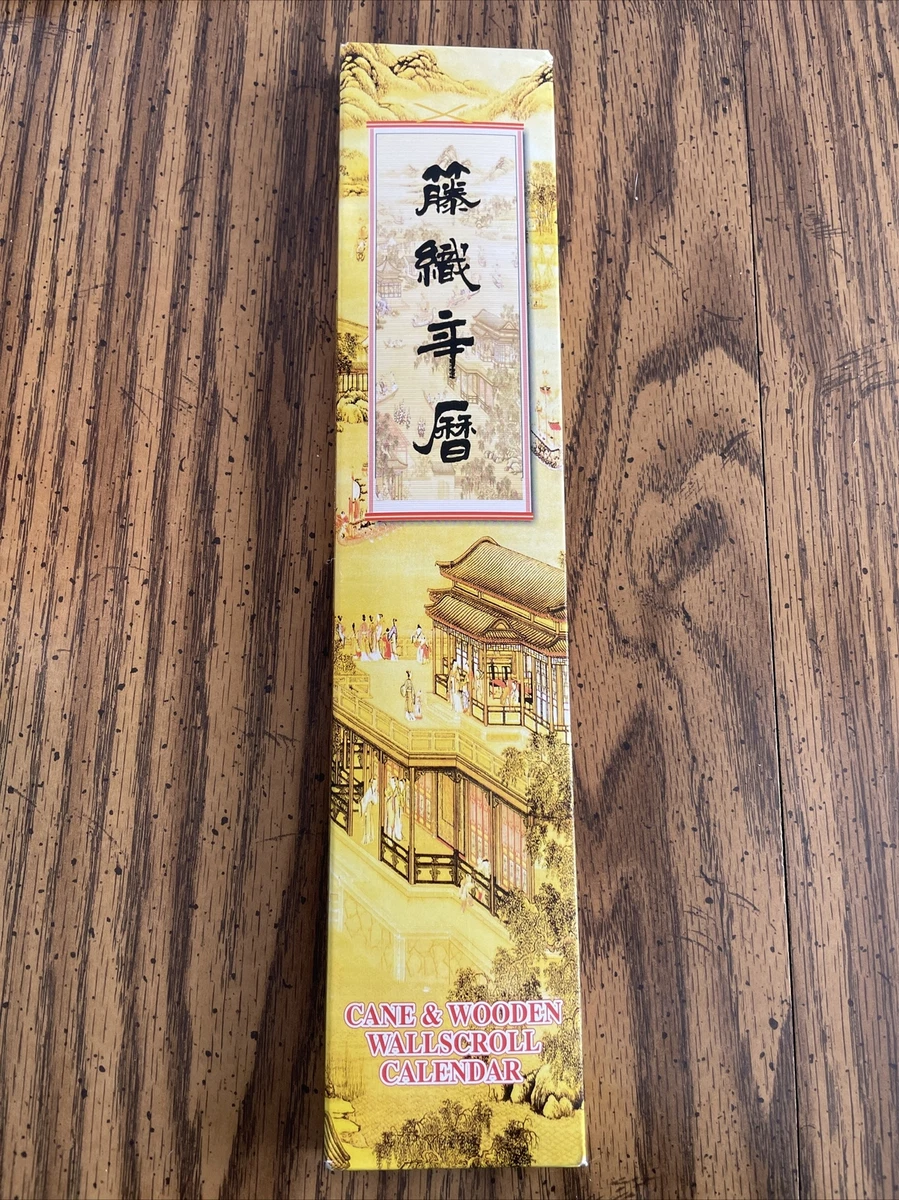 籐織年曆
CANE & WOODEN
WALLSCROLL
CALENDAR